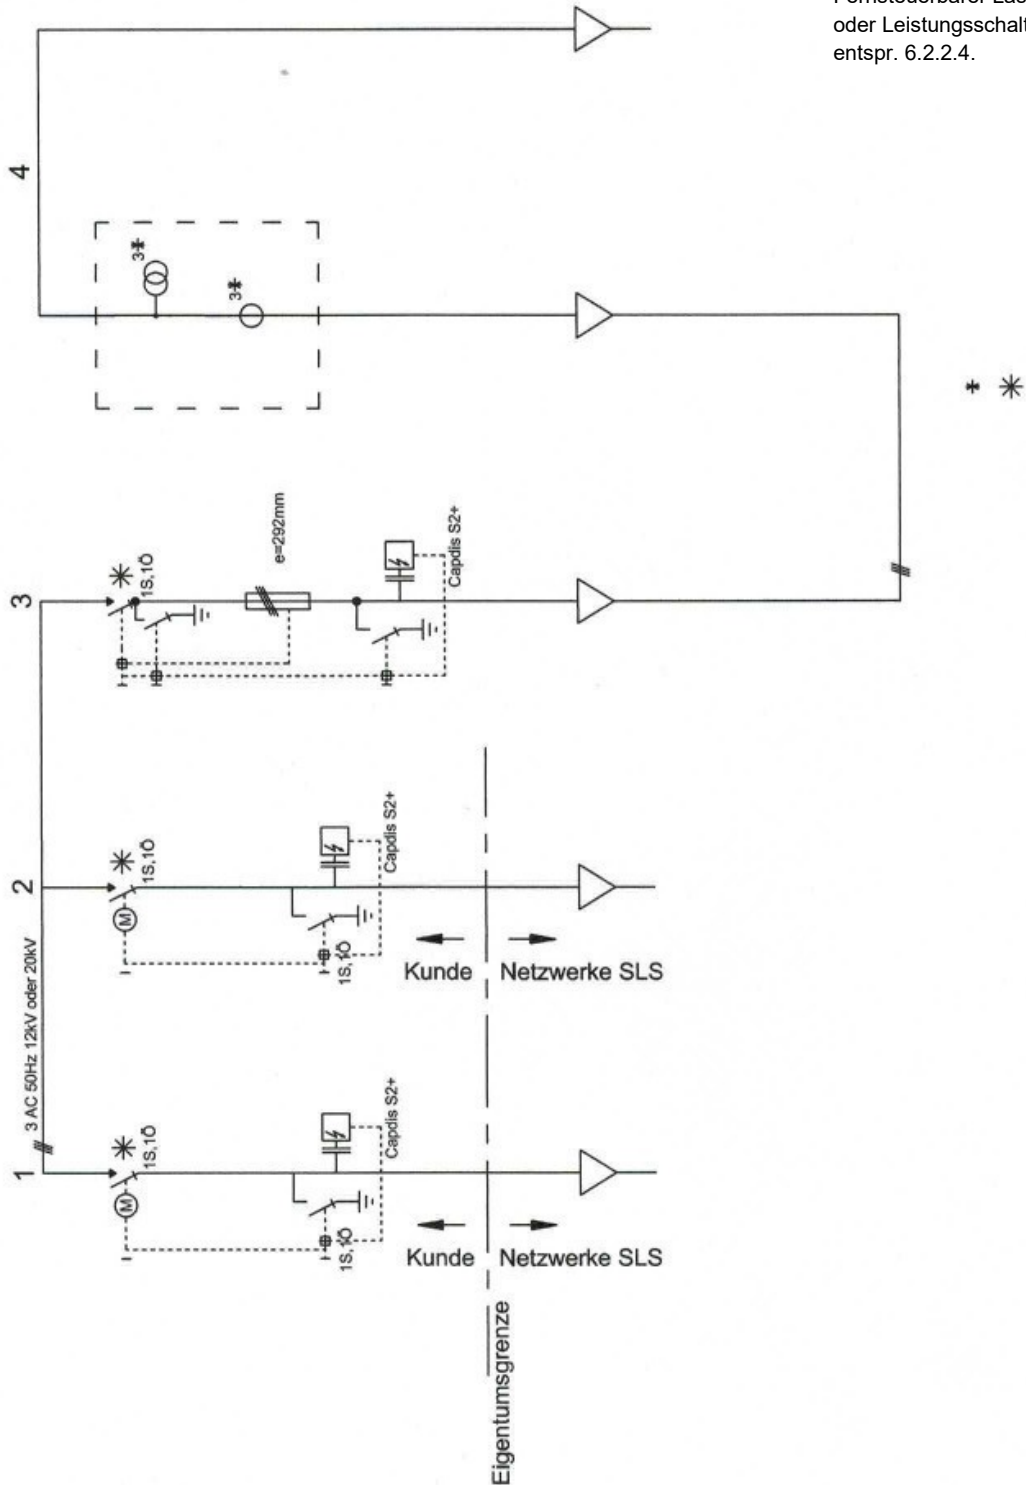 oder Leistungsschalt
entspr. 6.2.2.4.
4
3
3
3
1S,1Ö
e=292mm
Capdis S2+
2
1S,1Ö
M
Capdis S2+
1S,1Ö
Kunde
Netzwerke SLS
3 AC 50Hz 12kV oder 20kV
1
1S,1Ö
M
Capdis S2+
1S,1Ö
Kunde
Netzwerke SLS
Eigentumsgrenze